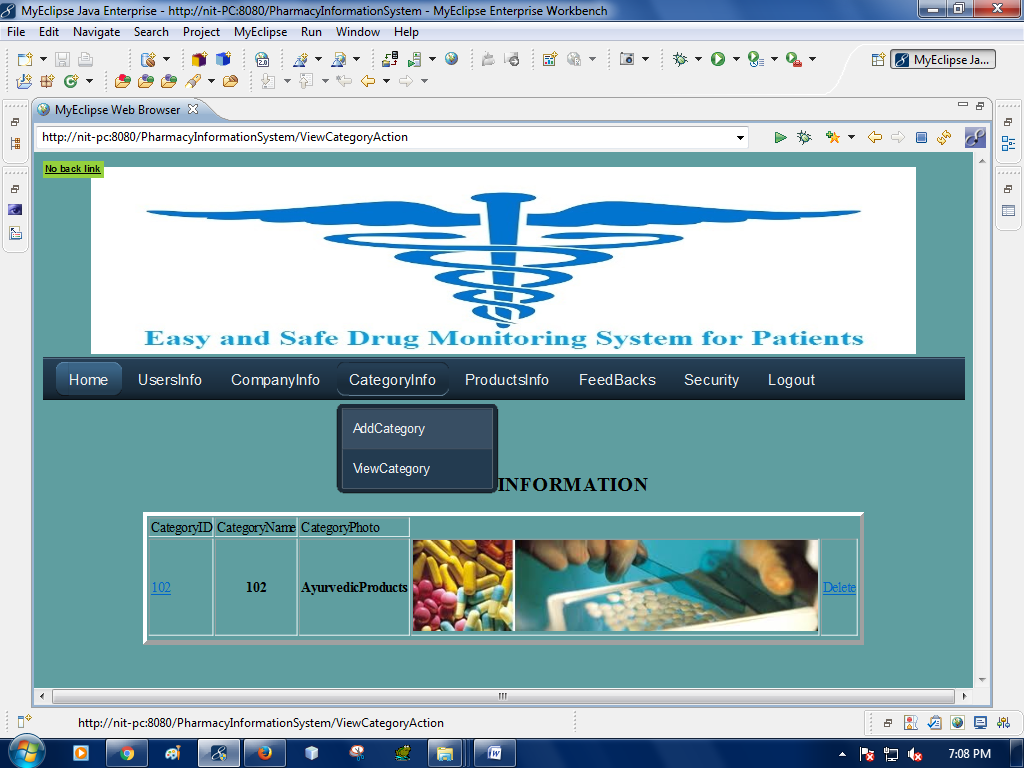 MyEclipse Java Enterprise - http://nit-PC:8080/PharmacyInformationSystem - MyEclipse Enterprise Workbench
File Edit Navigate Search Project MyEclipse Run Window Help
MyEclipse Ja...
MyEclipse Web Browser
http://nit-pc:8080/PharmacyInformationSystem/ViewCategoryAction
No back link
Easy and Safe Drug Monitoring System for Patients
Home UsersInfo CompanyInfo CategoryInfo ProductsInfo FeedBacks Security Logout
AddCategory
ViewCategory
INFORMATION
CategoryID CategoryName CategoryPhoto
102 102 AyurvedicProducts Delete
http://nit-pc:8080/PharmacyInformationSystem/ViewCategoryAction
7:08 PM